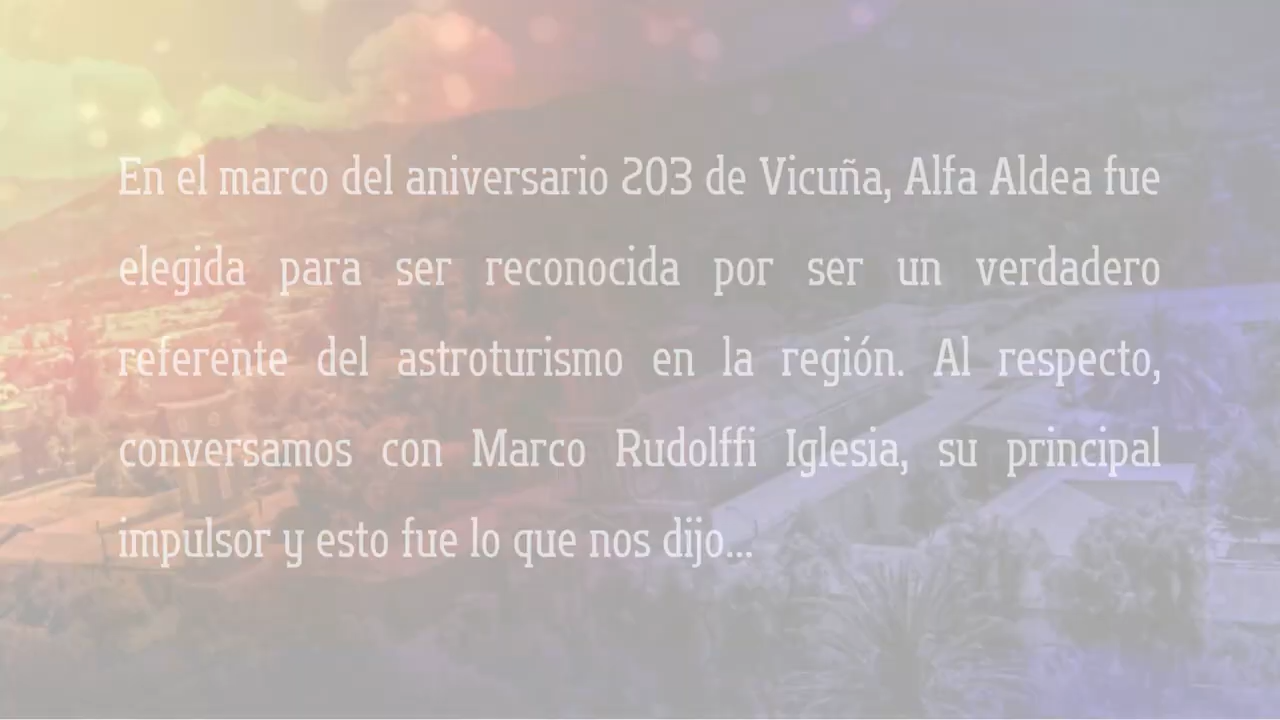 En el marco del aniversario 203 de Vicuña, Alfa Aldea fue
elegida para ser reconocida por ser un verdadero
referente del astroturismo en la región. Al respecto,
conversamos con Marco Rudolffi Iglesia, su principal
impulsor y esto fue lo que nos dijo...